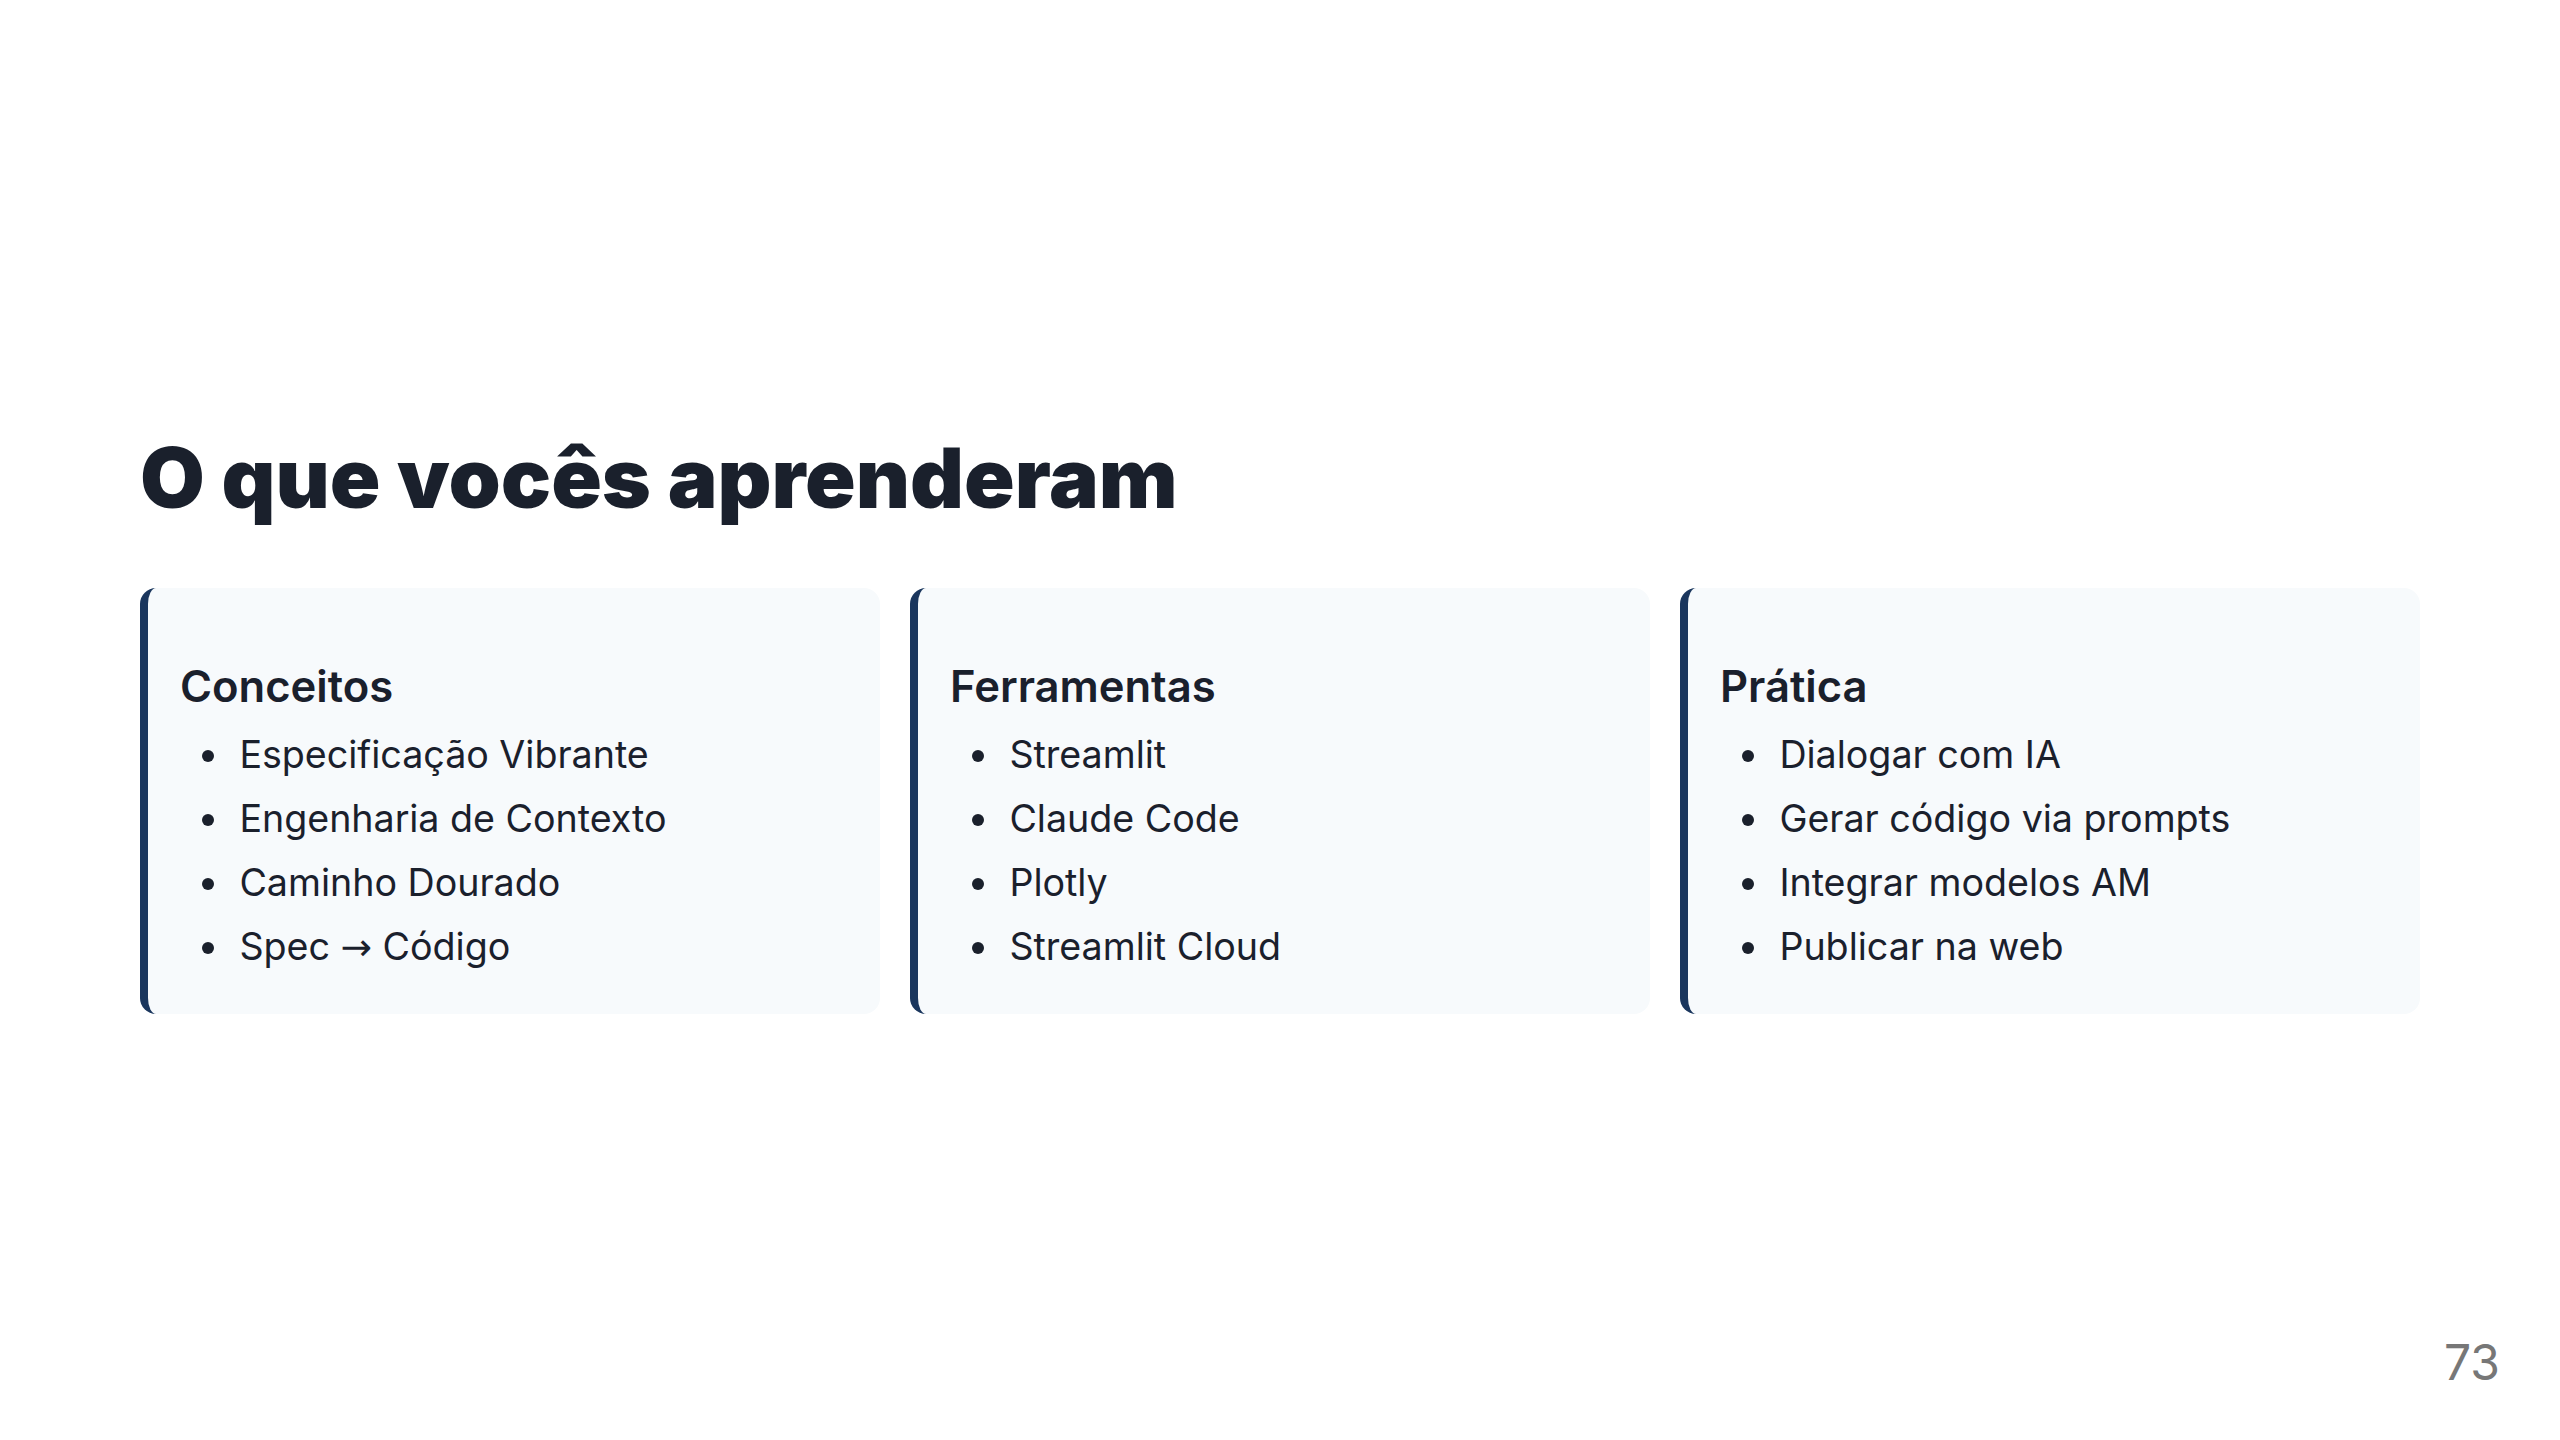 O que vocês aprenderam
Conceitos
• Especificação Vibrante
• Engenharia de Contexto
• Caminho Dourado
• Spec → Código
Ferramentas
• Streamlit
• Claude Code
• Plotly
• Streamlit Cloud
Prática
• Dialogar com IA
• Gerar código via prompts
• Integrar modelos AM
• Publicar na web
73